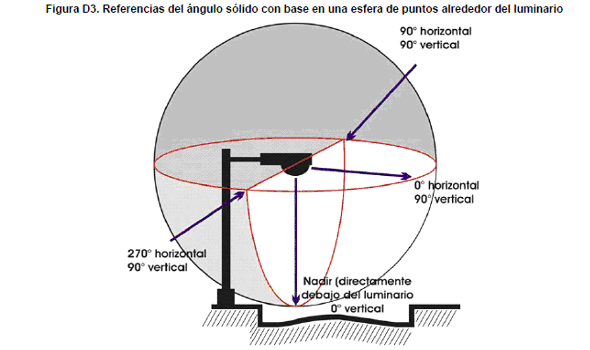 Figura D3. Referencias del ángulo sólido con base en una esfera de puntos alrededor del luminario
90° horizontal
90° vertical
0° horizontal
90° vertical
270° horizontal
90° vertical
Nadir (directamente
debajo del luminario
0° vertical